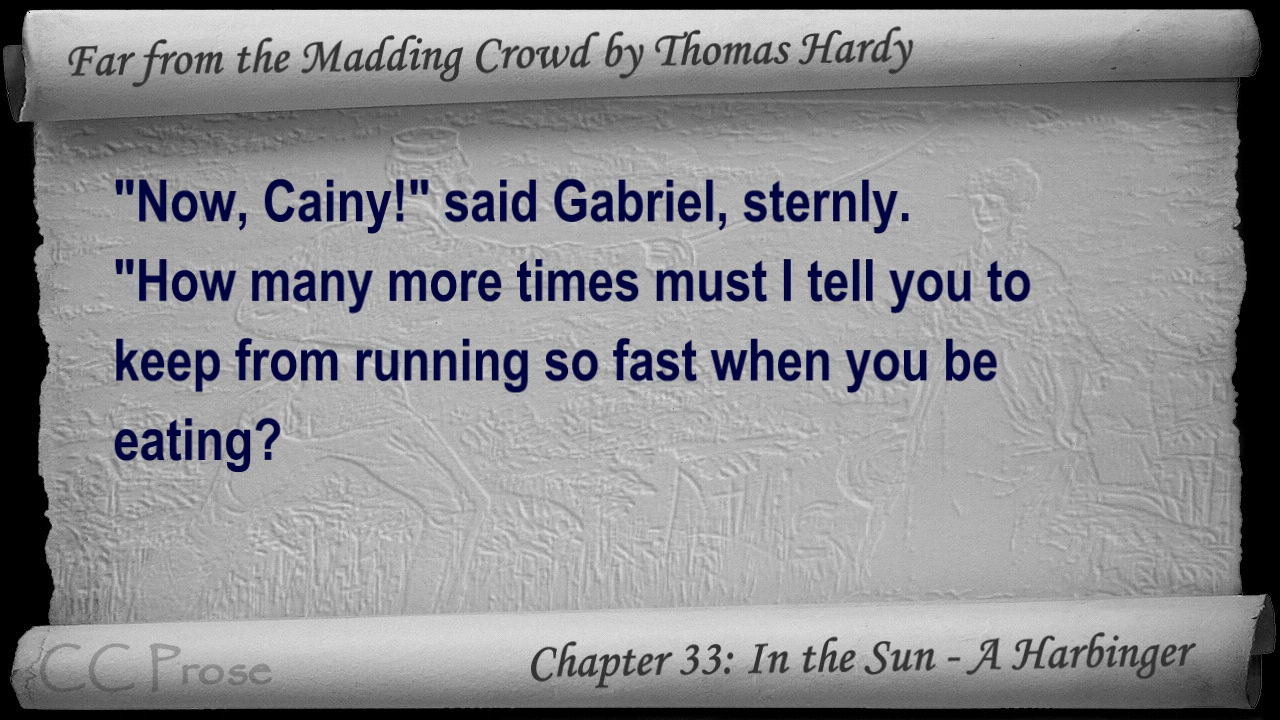 Far from the Madding Crowd by Thomas Hardy
"Now, Cainy!" said Gabriel, sternly.
"How many more times must I tell you to
keep from running so fast when you be
eating?
CC Prose
Chapter 33: In the Sun - A Harbinger